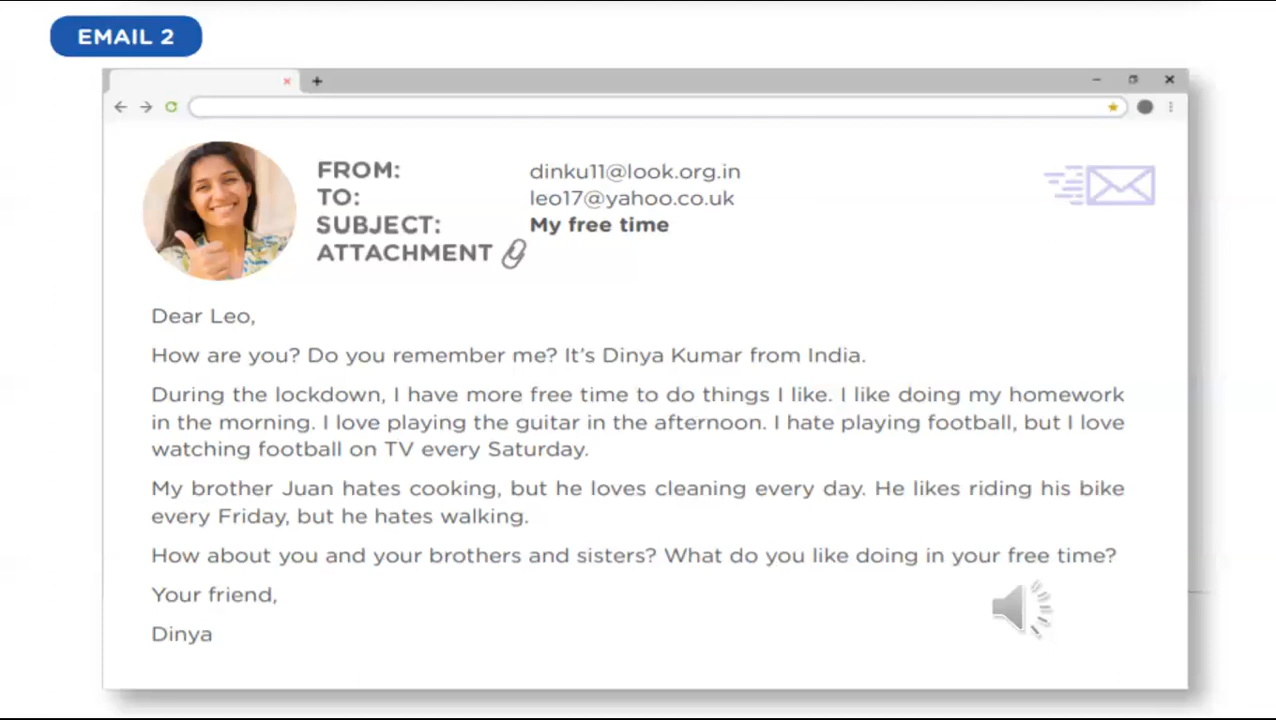 EMAIL 2
FROM: dinku11@look.org.in
TO: leo17@yahoo.co.uk
SUBJECT: My free time
ATTACHMENT
Dear Leo,
How are you? Do you remember me? It's Dinya Kumar from India.
During the lockdown, I have more free time to do things I like. I like doing my homework
in the morning. I love playing the guitar in the afternoon. I hate playing football, but I love
watching football on TV every Saturday.
My brother Juan hates cooking, but he loves cleaning every day. He likes riding his bike
every Friday, but he hates walking.
How about you and your brothers and sisters? What do you like doing in your free time?
Your friend,
Dinya